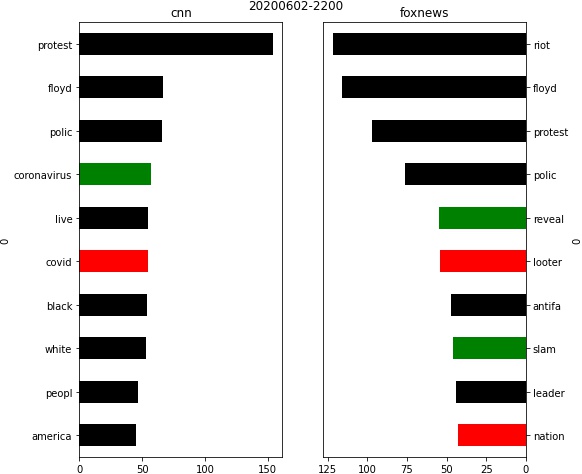 20200602-2200
cnn
foxnews
protest
floyd
polic
coronavirus
live
covid
black
white
peopl
america
0
0 50 100 150
riot
floyd
protest
polic
reveal
looter
antifa
slam
leader
nation
0
125 100 75 50 25 0